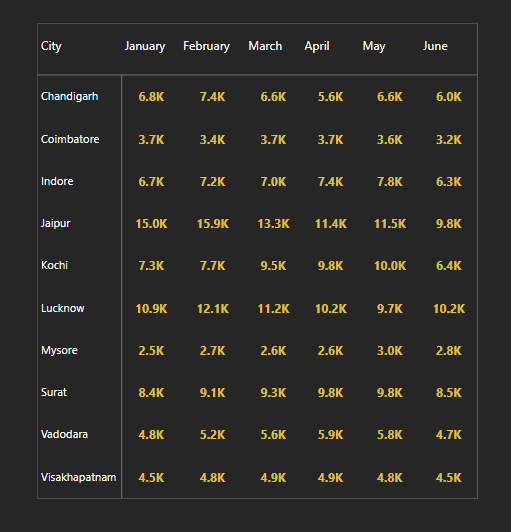 City January February March April May June
Chandigarh 6.8K 7.4K 6.6K 5.6K 6.6K 6.0K
Coimbatore 3.7K 3.4K 3.7K 3.7K 3.6K 3.2K
Indore 6.7K 7.2K 7.0K 7.4K 7.8K 6.3K
Jaipur 15.0K 15.9K 13.3K 11.4K 11.5K 9.8K
Kochi 7.3K 7.7K 9.5K 9.8K 10.0K 6.4K
Lucknow 10.9K 12.1K 11.2K 10.2K 9.7K 10.2K
Mysore 2.5K 2.7K 2.6K 2.6K 3.0K 2.8K
Surat 8.4K 9.1K 9.3K 9.8K 9.8K 8.5K
Vadodara 4.8K 5.2K 5.6K 5.9K 5.8K 4.7K
Visakhapatnam 4.5K 4.8K 4.9K 4.9K 4.8K 4.5K